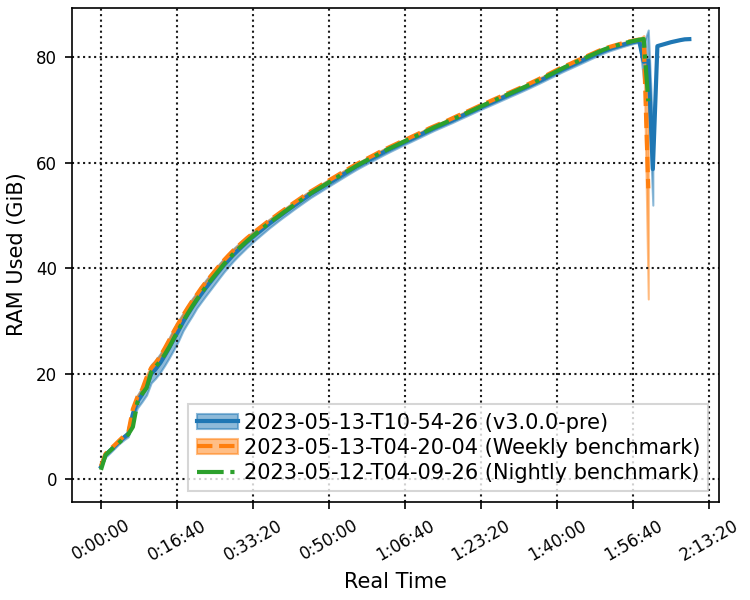 80
60
40
20
0
RAM Used (GiB)
2023-05-13-T10-54-26 (v3.0.0-pre)
2023-05-13-T04-20-04 (Weekly benchmark)
2023-05-12-T04-09-26 (Nightly benchmark)
0:00:00
0:16:40
0:33:20
0:50:00
1:06:40
1:23:20
1:40:00
1:56:40
2:13:20
Real Time